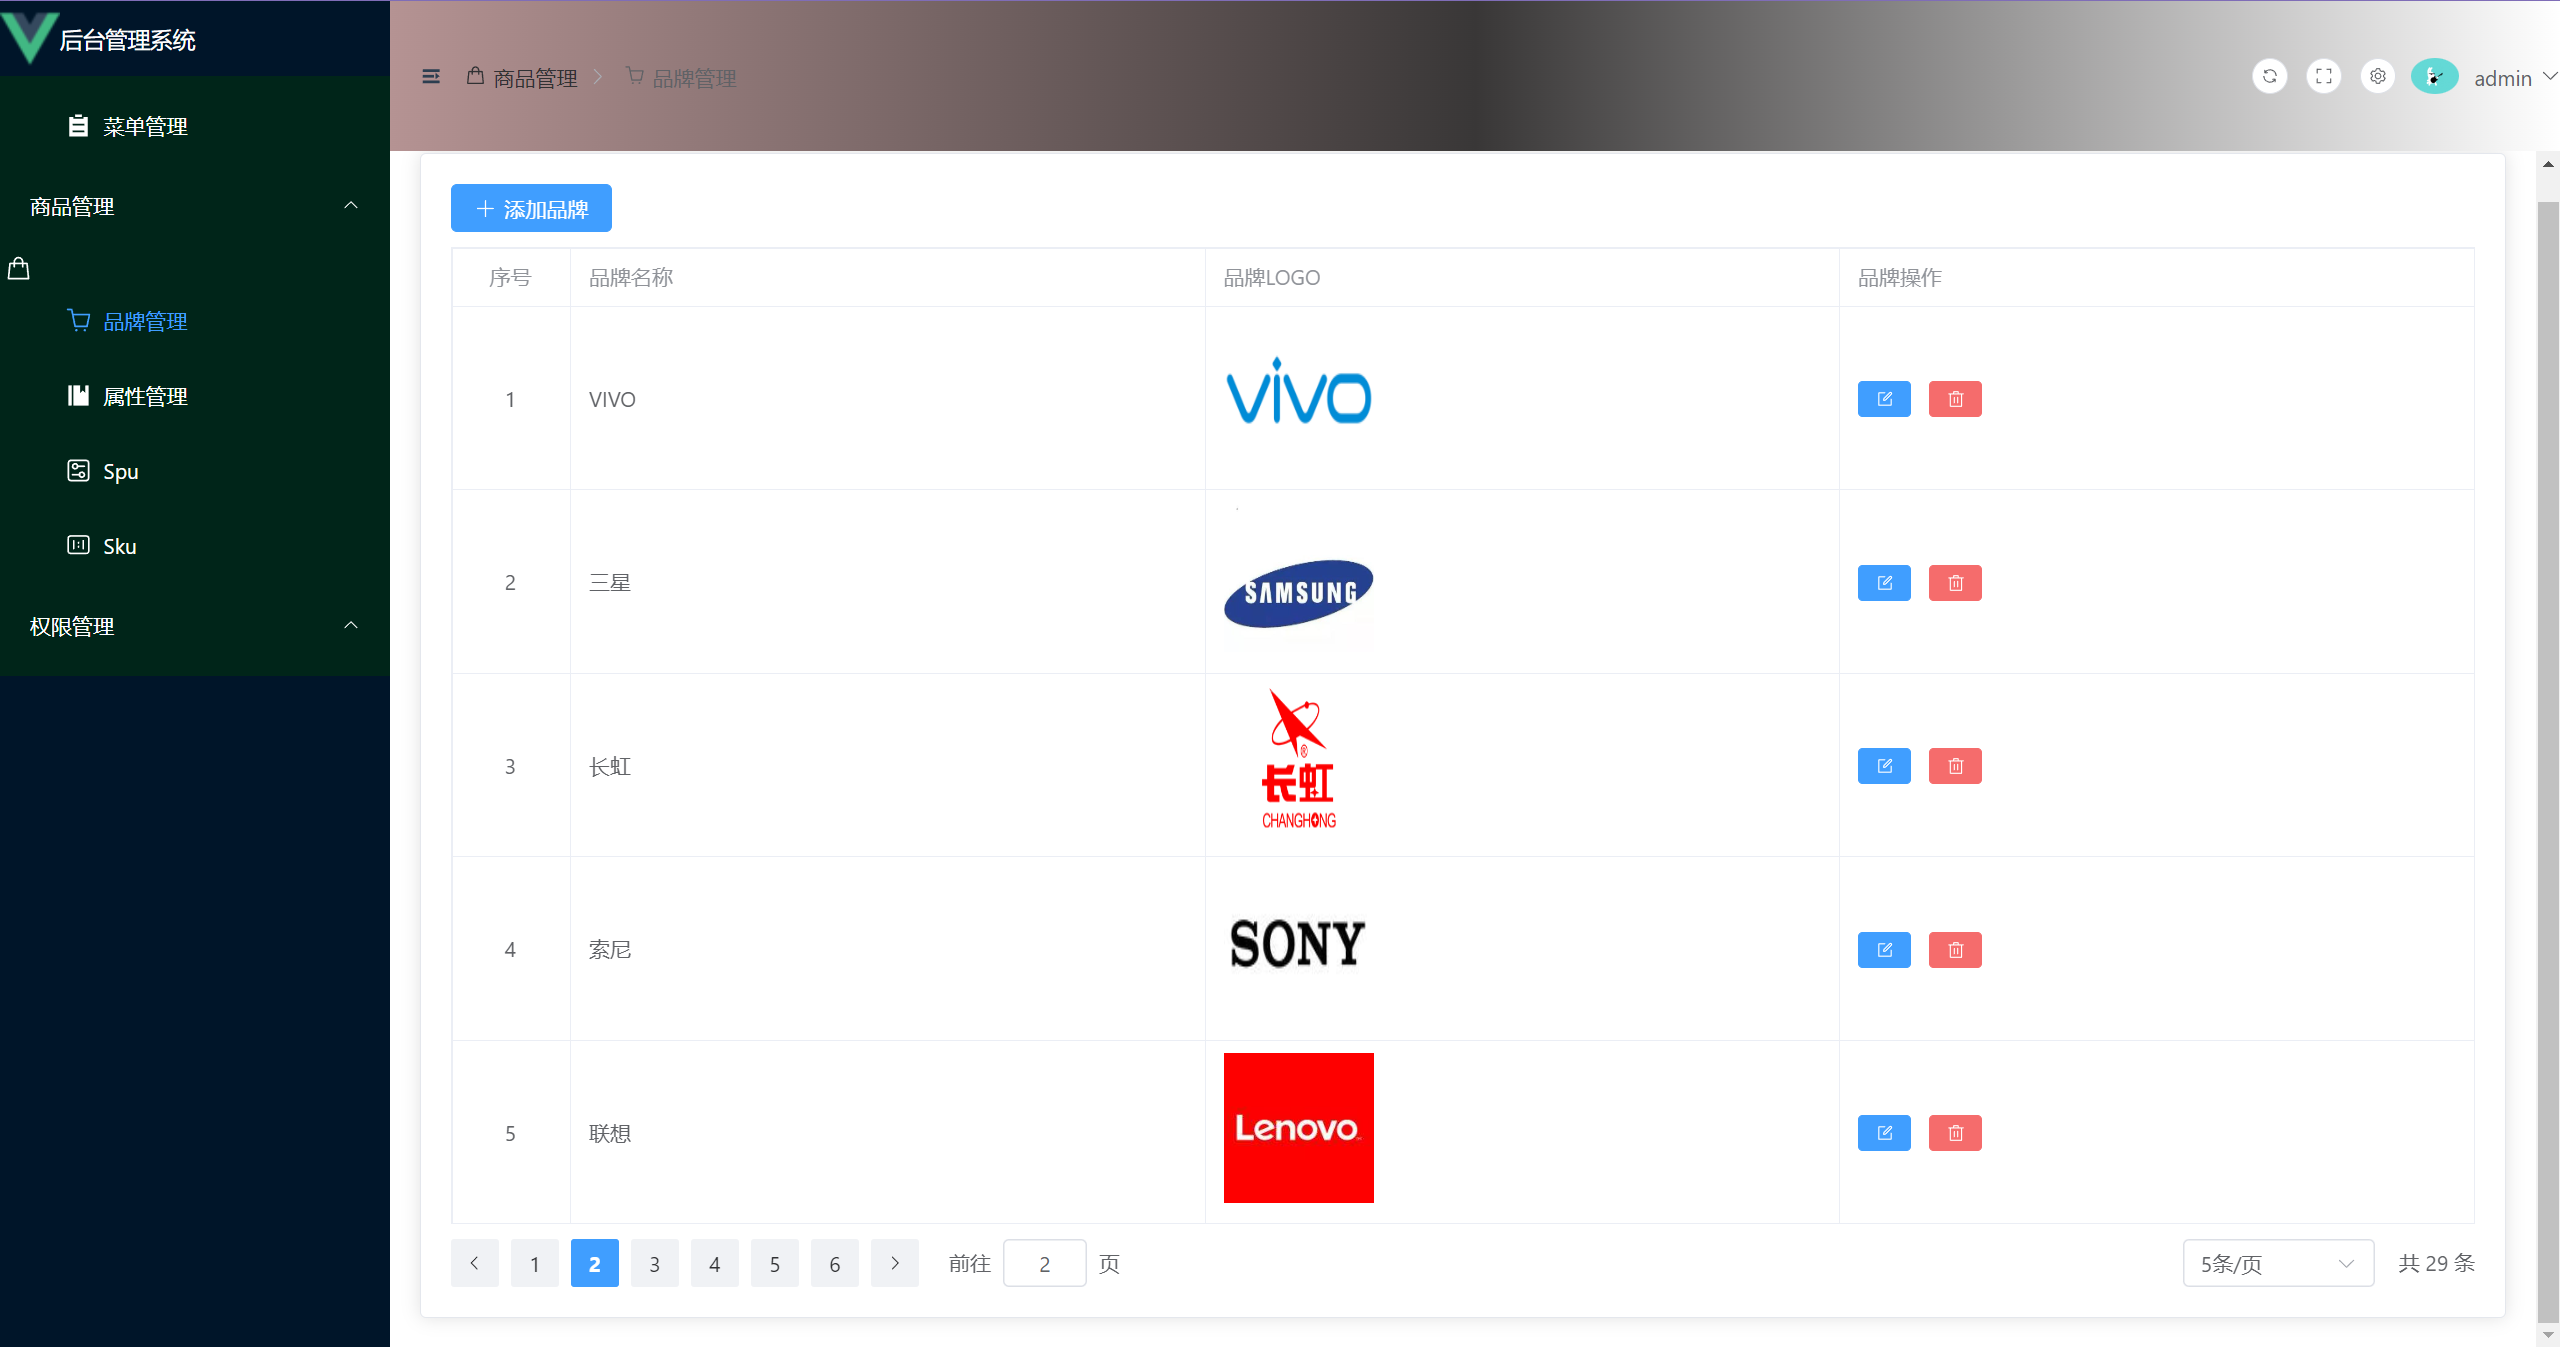 后台管理系统
菜单管理
商品管理
品牌管理
属性管理
Spu
Sku
权限管理
商品管理 品牌管理
admin
添加品牌
序号 品牌名称 品牌LOGO 品牌操作
1 VIVO vivo
2 三星 SAMSUNG
3 长虹 ® 长虹 CHANGHONG
4 索尼 SONY
5 联想 Lenovo
1 2 3 4 5 6 前往 2 页 5条/页 共 29 条